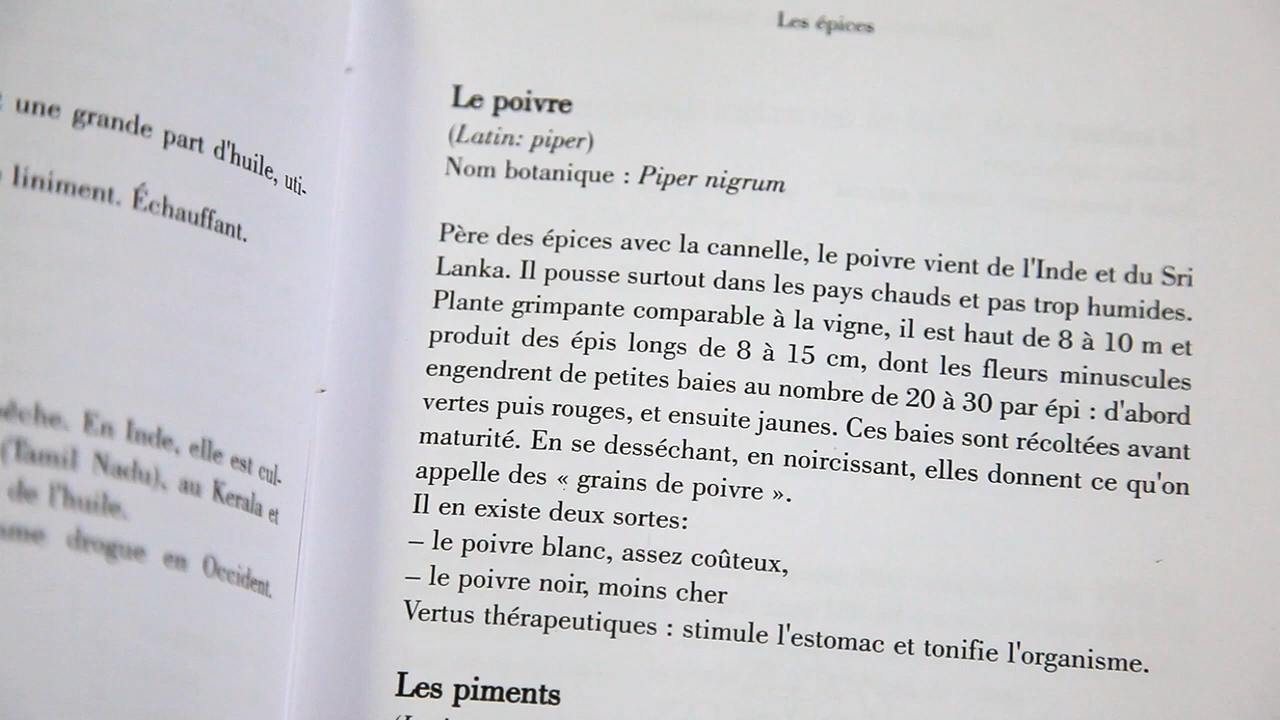 une grande part d'huile, uti-
liniment. Échauffant.
En Inde, elle est cul-
(Tamil Nadu), au Kerala et
de l'huile.
drogue en Occident.
Les épices
Le poivre
(Latin: piper)
Nom botanique : Piper nigrum
Père des épices avec la cannelle, le poivre vient de l'Inde et du Sri
Lanka. Il pousse surtout dans les pays chauds et pas trop humides.
Plante grimpante comparable à la vigne, il est haut de 8 à 10 m et
produit des épis longs de 8 à 15 cm, dont les fleurs minuscules
engendrent de petites baies au nombre de 20 à 30 par épi : d'abord
vertes puis rouges, et ensuite jaunes. Ces baies sont récoltées avant
maturité. En se desséchant, en noircissant, elles donnent ce qu'on
appelle des « grains de poivre ».
Il en existe deux sortes:
– le poivre blanc, assez coûteux,
– le poivre noir, moins cher
Vertus thérapeutiques : stimule l'estomac et tonifie l'organisme.
Les piments